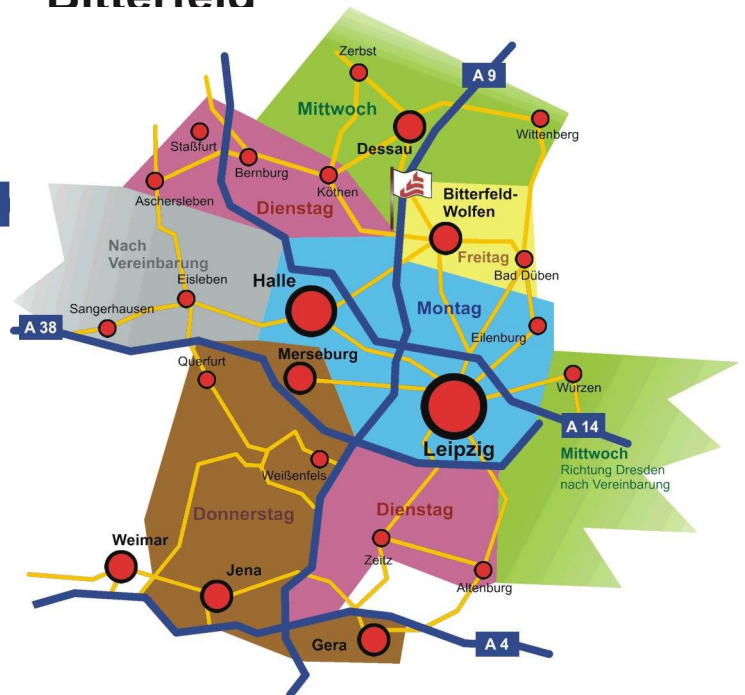 Bitterfeld
Zerbst
A 9
Mittwoch
Wittenberg
Dessau
Staßfurt
Bernburg
Köthen
Aschersleben
Dienstag
Bitterfeld-
Wolfen
Nach
Vereinbarung
Freitag
Bad Düben
Eisleben
Halle
Sangerhausen
Montag
A 38
Eilenburg
Merseburg
Querfurt
Wurzen
A 14
Leipzig
Mittwoch
Richtung Dresden
nach Vereinbarung
Weißenfels
Donnerstag
Dienstag
Weimar
Zeitz
Jena
Altenburg
Gera
A 4